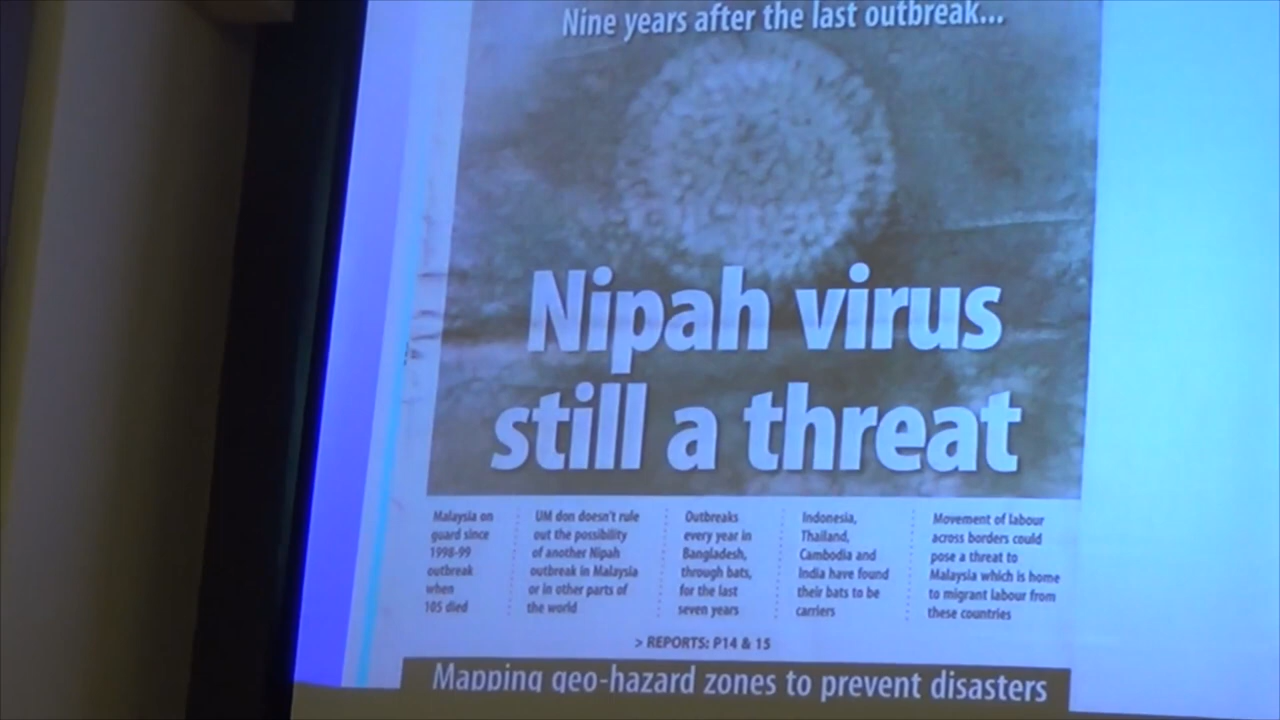 Nine years after the last outbreak...
Nipah virus
still a threat
Malaysia on
guard since
1998-99
outbreak
when
105 died
UM don doesn't rule
out the possibility
of another Nipah
outbreak in Malaysia
or in other parts of
the world
Outbreaks
every year in
Bangladesh,
through bats,
for the last
seven years
Indonesia,
Thailand,
Cambodia and
India have found
their bats to be
carriers
Movement of labour
across borders could
pose a threat to
Malaysia which is home
to migrant labour from
these countries
> REPORTS: P14 & 15
Mapping geo-hazard zones to prevent disasters